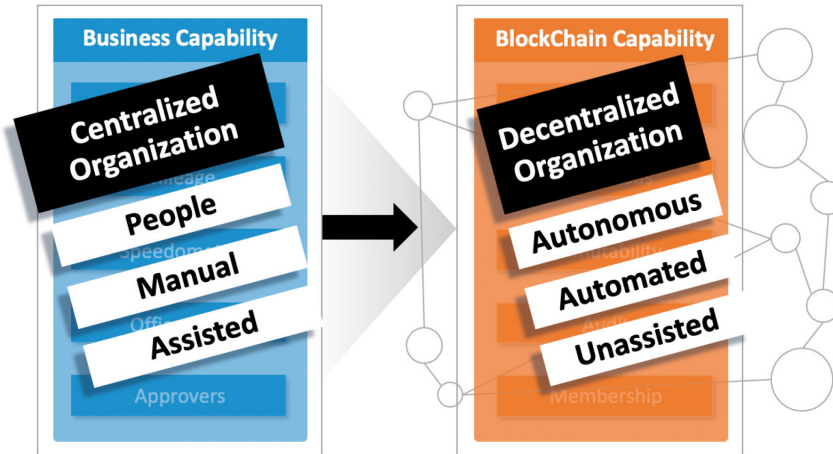 Business Capability
Centralized
Organization
People
Manual
Assisted
Approvers
BlockChain Capability
Decentralized
Organization
Autonomous
Automated
Unassisted
Membership